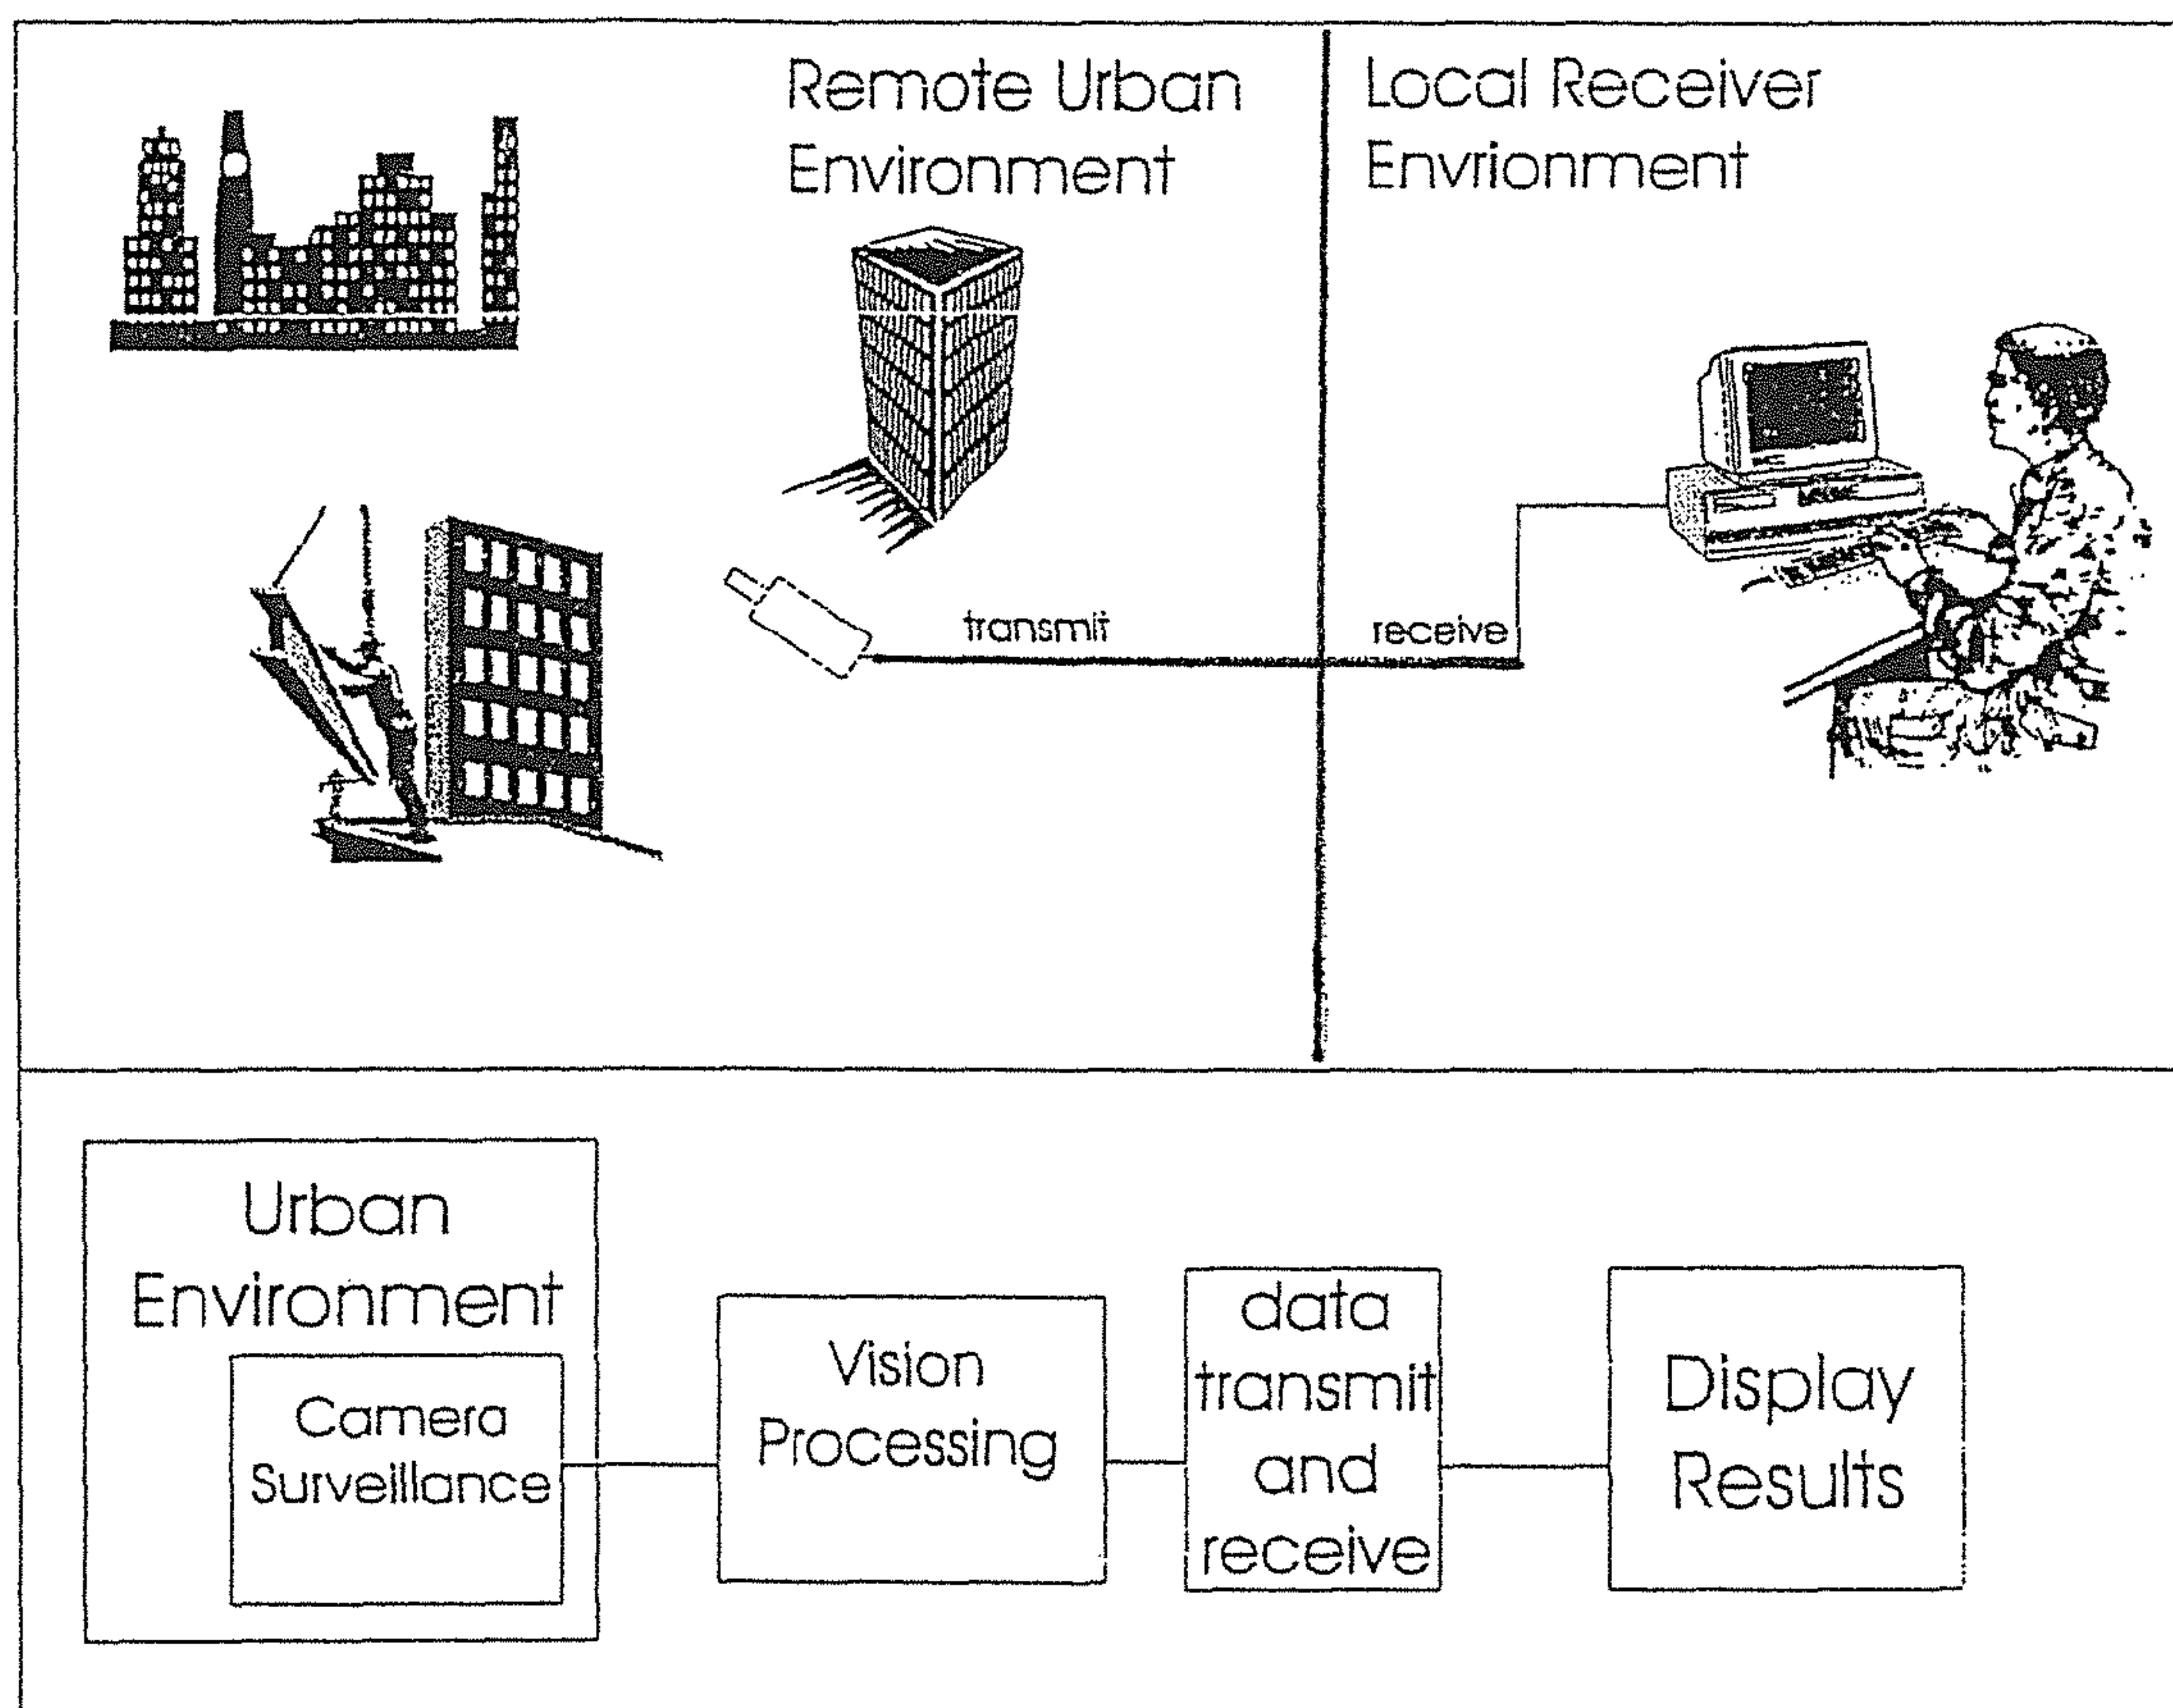 Remote Urban
Environment
Local Receiver
Envrionment
transmit
receive
Urban
Environment
Camera
Surveillance
Vision
Processing
data
transmit
and
receive
Display
Results